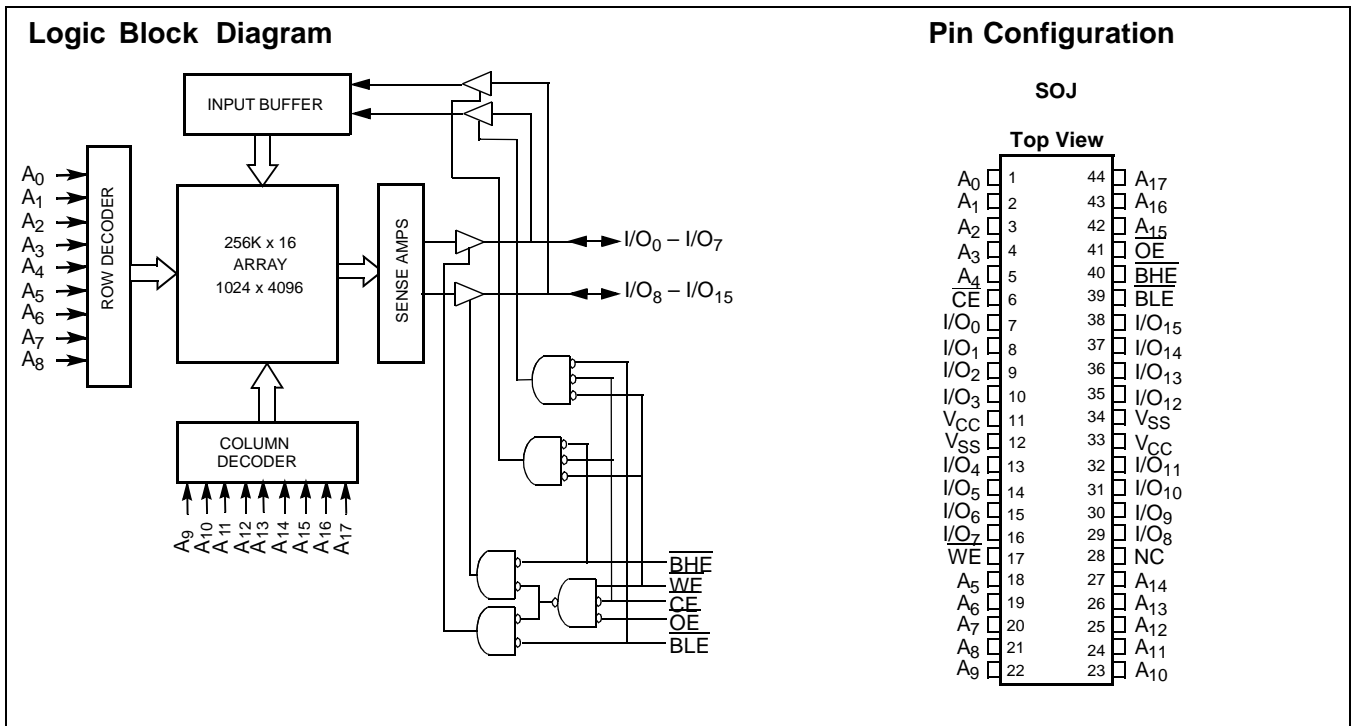 Logic Block Diagram
INPUT BUFFER
A0
A1
A2
A3
A4
A5
A6
A7
A8
ROW DECODER
256K x 16
ARRAY
1024 x 4096
SENSE AMPS
I/O0 – I/O7
I/O8 – I/O15
COLUMN
DECODER
A9
A10
A11
A12
A13
A14
A15
A16
A17
BHE
WE
CE
OE
BLE
Pin Configuration
SOJ
Top View
A0 1 44 A17
A1 2 43 A16
A2 3 42 A15
A3 4 41 OE
A4 5 40 BHE
CE 6 39 BLE
I/O0 7 38 I/O15
I/O1 8 37 I/O14
I/O2 9 36 I/O13
I/O3 10 35 I/O12
VCC 11 34 VSS
VSS 12 33 VCC
I/O4 13 32 I/O11
I/O5 14 31 I/O10
I/O6 15 30 I/O9
I/O7 16 29 I/O8
WE 17 28 NC
A5 18 27 A14
A6 19 26 A13
A7 20 25 A12
A8 21 24 A11
A9 22 23 A10